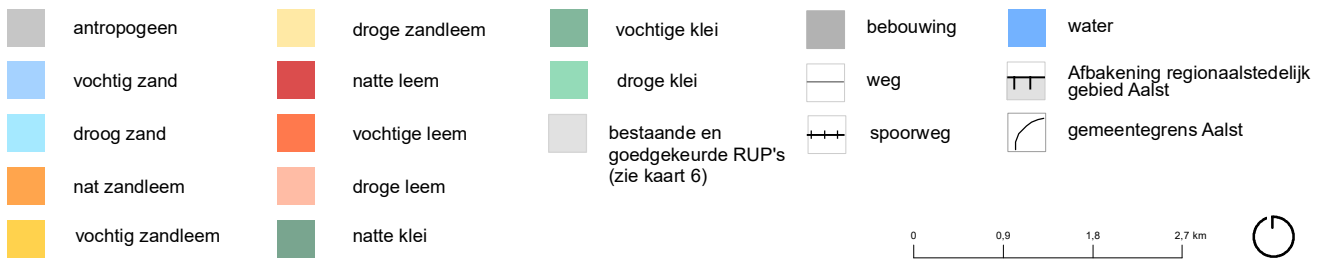 antropogeen
vochtig zand
droog zand
nat zandleem
vochtig zandleem
droge zandleem
natte leem
vochtige leem
droge leem
natte klei
vochtige klei
droge klei
bestaande en
goedgekeurde RUP's
(zie kaart 6)
bebouwing
weg
spoorweg
water
Afbakening regionaalstedelijk
gebied Aalst
gemeentegrens Aalst
0 0,9 1,8 2,7 km